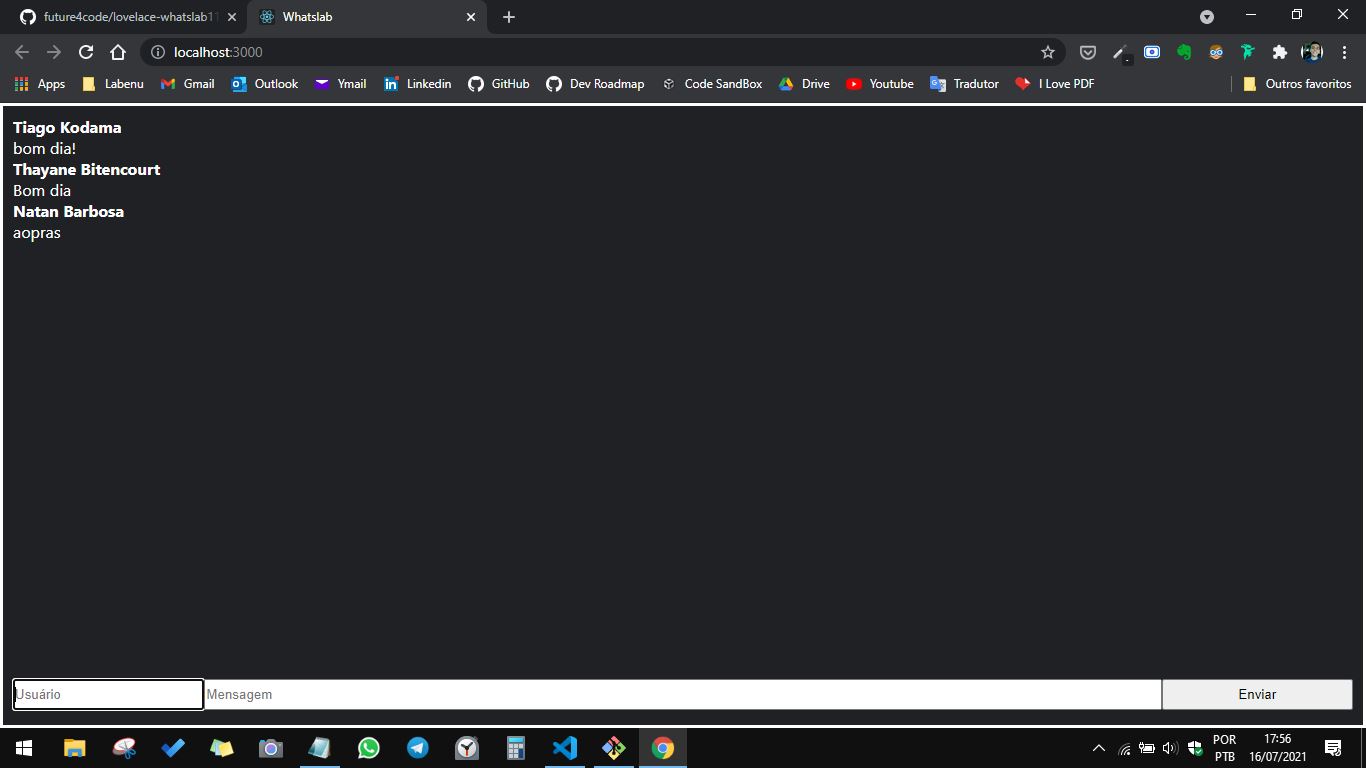 future4code/lovelace-whatslab11
Whatslab
localhost:3000
Apps Labenu Gmail Outlook Ymail Linkedin GitHub Dev Roadmap Code SandBox Drive Youtube Tradutor I Love PDF Outros favoritos
Tiago Kodama
bom dia!
Thayane Bitencourt
Bom dia
Natan Barbosa
aopras
Usuário Mensagem Enviar
POR 17:56
PTB 16/07/2021